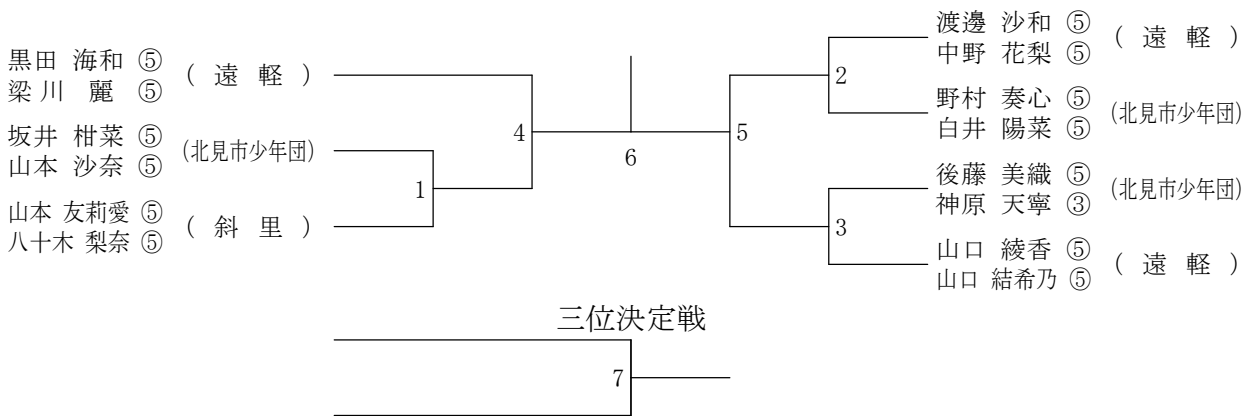 黒田 海和 ⑤
梁川 麗 ⑤
( 遠 軽 )
坂井 柑菜 ⑤
山本 沙奈 ⑤
(北見市少年団)
山本 友莉愛 ⑤
八十木 梨奈 ⑤
( 斜 里 )
1
4
6
渡邊 沙和 ⑤
中野 花梨 ⑤
( 遠 軽 )
野村 奏心 ⑤
白井 陽菜 ⑤
(北見市少年団)
後藤 美織 ⑤
神原 天寧 ③
(北見市少年団)
山口 綾香 ⑤
山口 結希乃 ⑤
( 遠 軽 )
2
5
3
三位決定戦
7